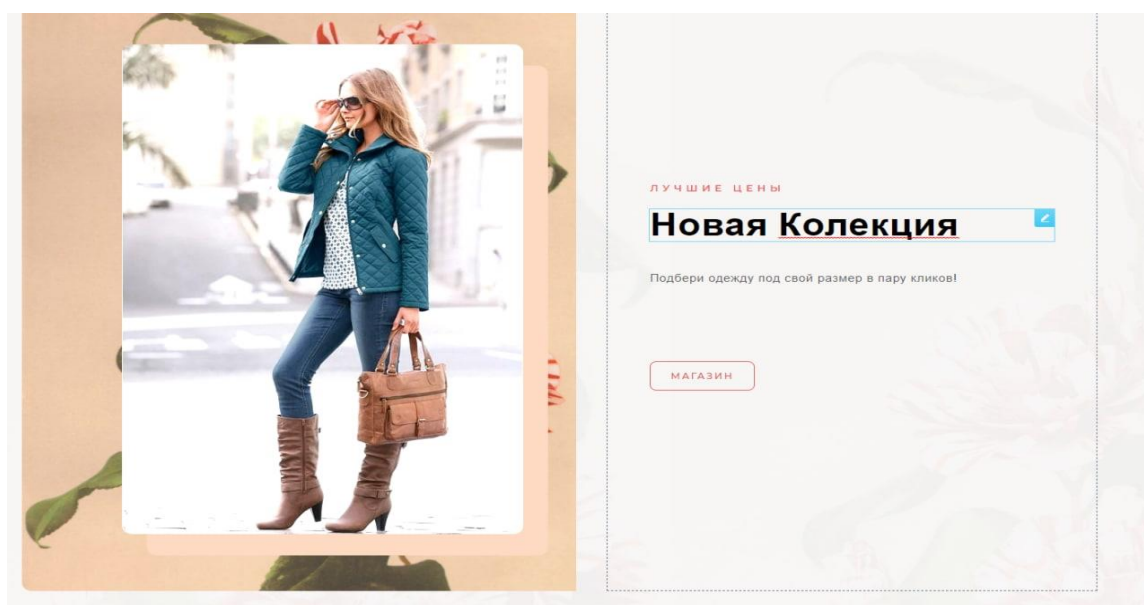 ЛУЧШИЕ ЦЕНЫ
Новая Колекция
Подбери одежду под свой размер в пару кликов!
МАГАЗИН